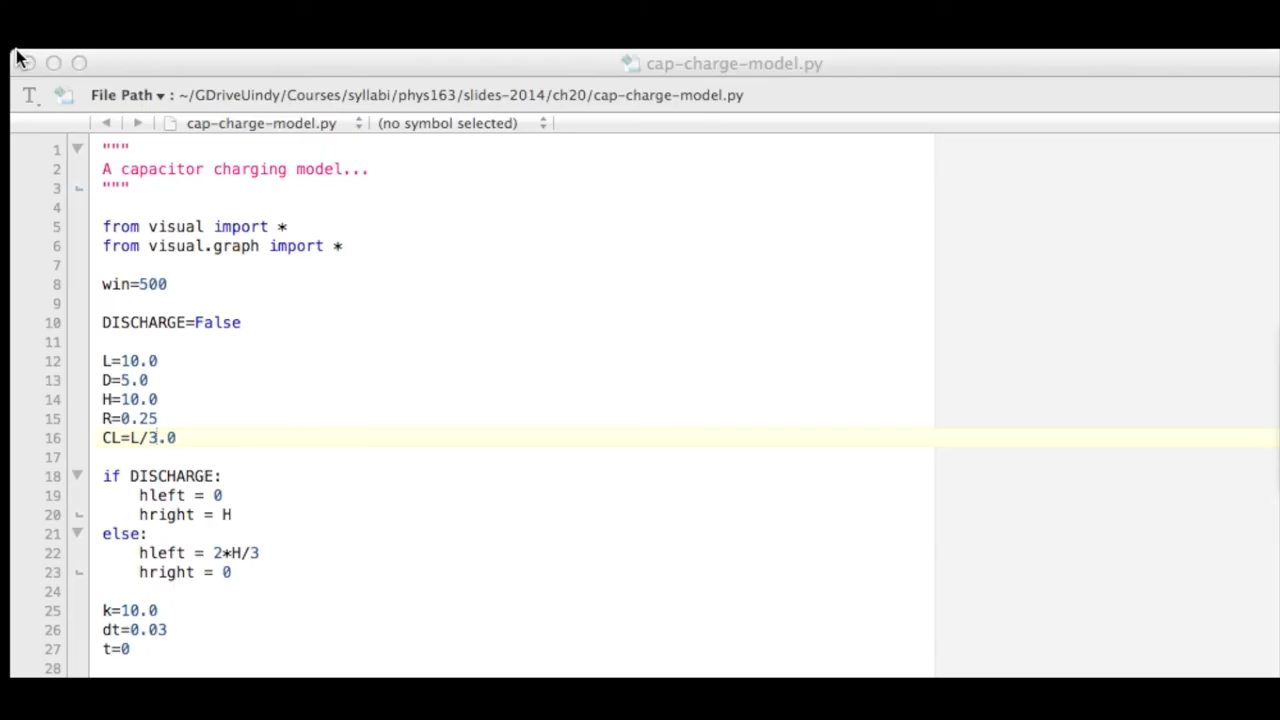 cap-charge-model.py
File Path ▾ : ~/GDriveUindy/Courses/syllabi/phys163/slides-2014/ch20/cap-charge-model.py
cap-charge-model.py (no symbol selected)
1 """
2 A capacitor charging model...
3 """
4
5 from visual import *
6 from visual.graph import *
7
8 win=500
9
10 DISCHARGE=False
11
12 L=10.0
13 D=5.0
14 H=10.0
15 R=0.25
16 CL=L/3.0
17
18 if DISCHARGE:
19     hleft = 0
20     hright = H
21 else:
22     hleft = 2*H/3
23     hright = 0
24
25 k=10.0
26 dt=0.03
27 t=0
28